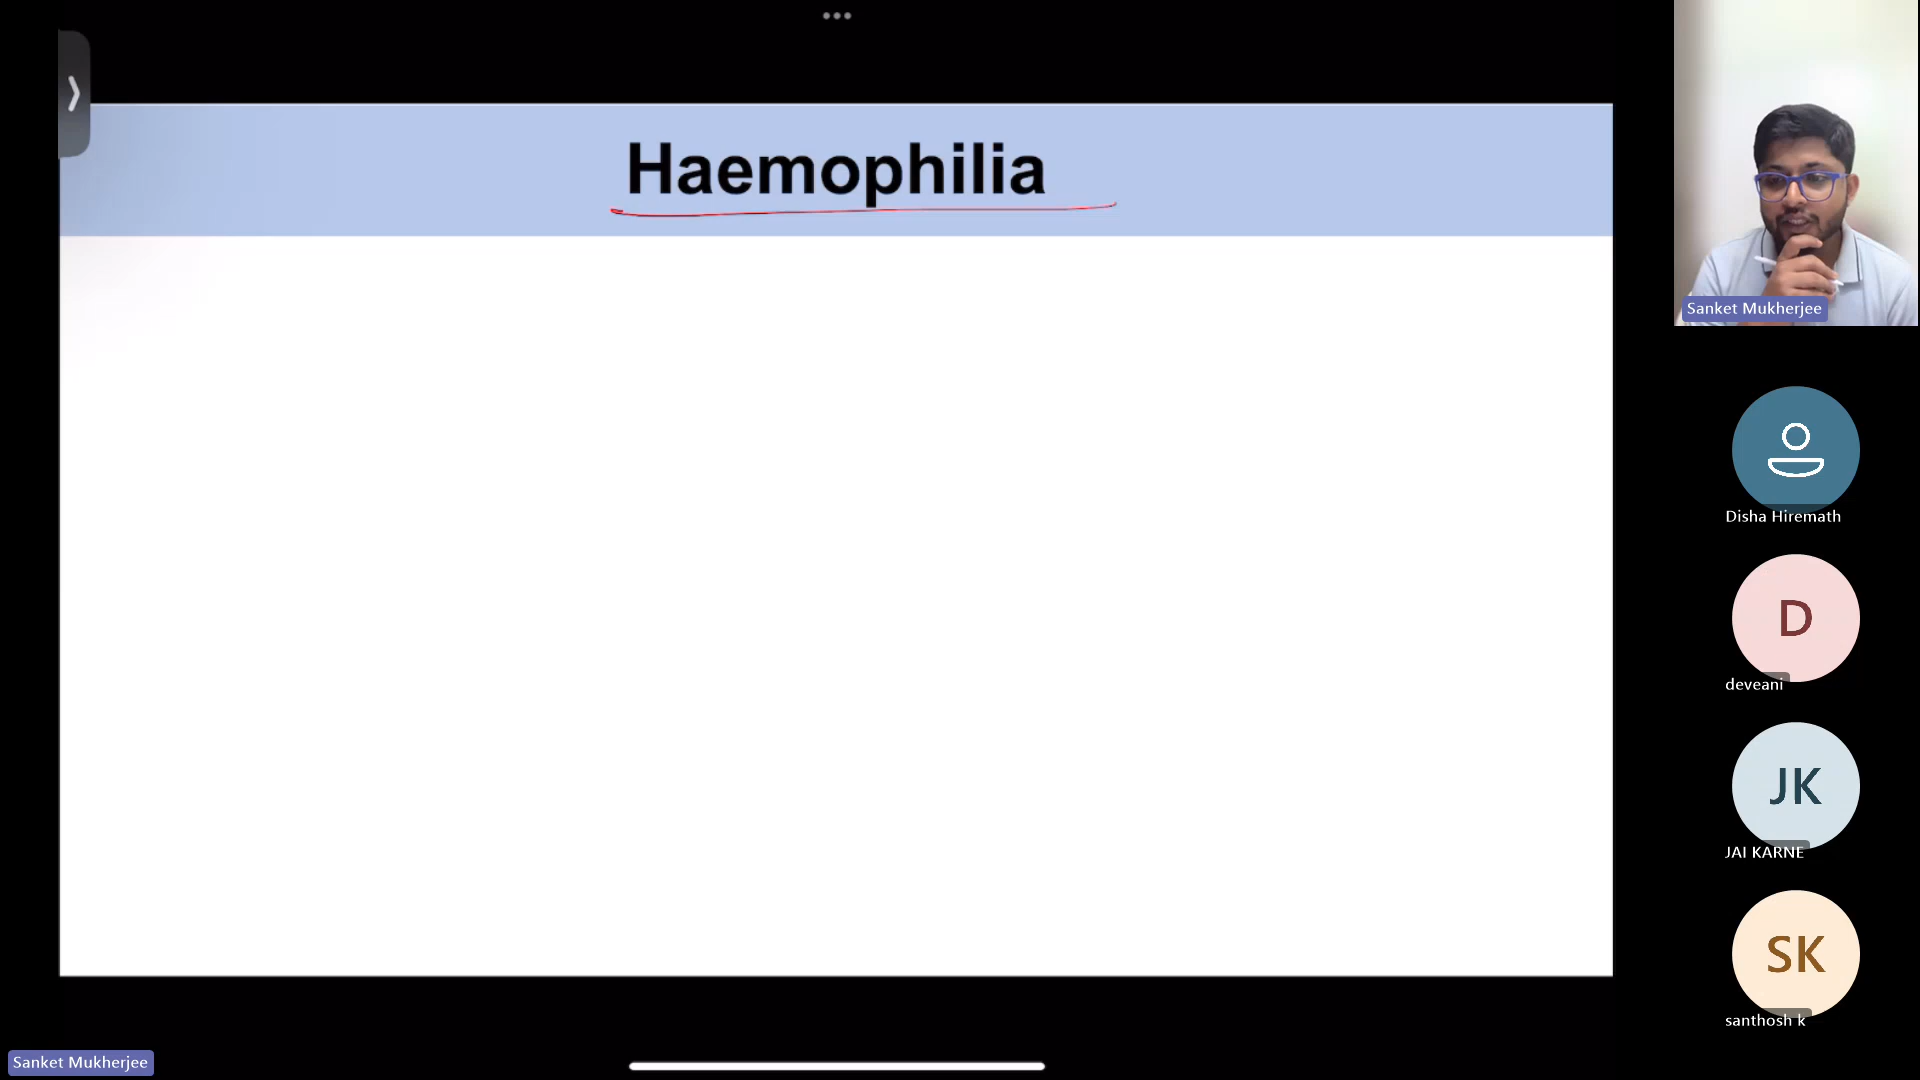 Haemophilia
Sanket Mukherjee
Disha Hiremath
D
deveani
JK
JAI KARNE
SK
santhosh k
Sanket Mukherjee